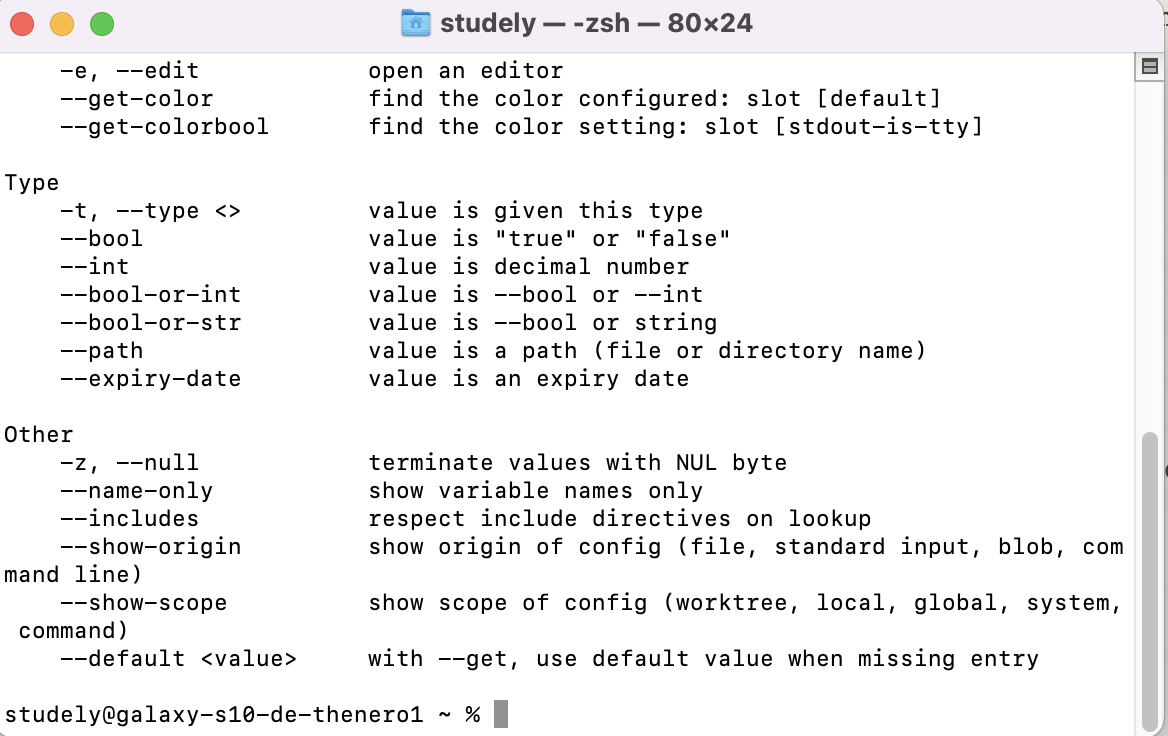 studely — -zsh — 80×24
-e, --edit open an editor
--get-color find the color configured: slot [default]
--get-colorbool find the color setting: slot [stdout-is-tty]
Type
-t, --type <> value is given this type
--bool value is "true" or "false"
--int value is decimal number
--bool-or-int value is --bool or --int
--bool-or-str value is --bool or string
--path value is a path (file or directory name)
--expiry-date value is an expiry date
Other
-z, --null terminate values with NUL byte
--name-only show variable names only
--includes respect include directives on lookup
--show-origin show origin of config (file, standard input, blob, com
mand line)
--show-scope show scope of config (worktree, local, global, system,
command)
--default <value> with --get, use default value when missing entry
studely@galaxy-s10-de-thenero1 ~ %